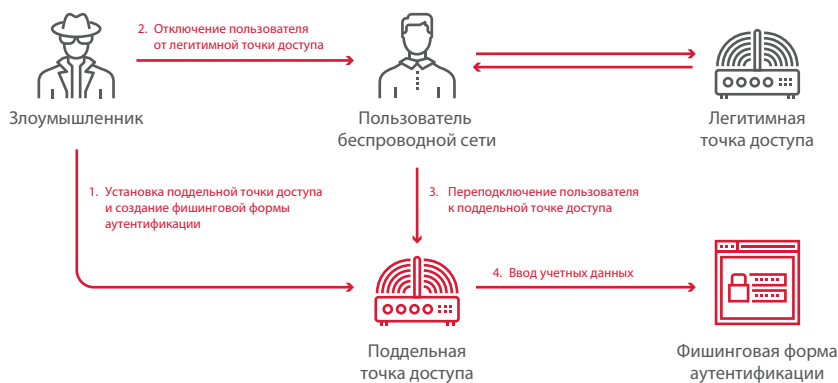 2. Отключение пользователя
от легитимной точки доступа
Злоумышленник
Пользователь
беспроводной сети
Легитимная
точка доступа
1. Установка поддельной точки доступа
и создание фишинговой формы
аутентификации
3. Переподключение пользователя
к поддельной точке доступа
4. Ввод учетных данных
Поддельная
точка доступа
Фишинговая форма
аутентификации